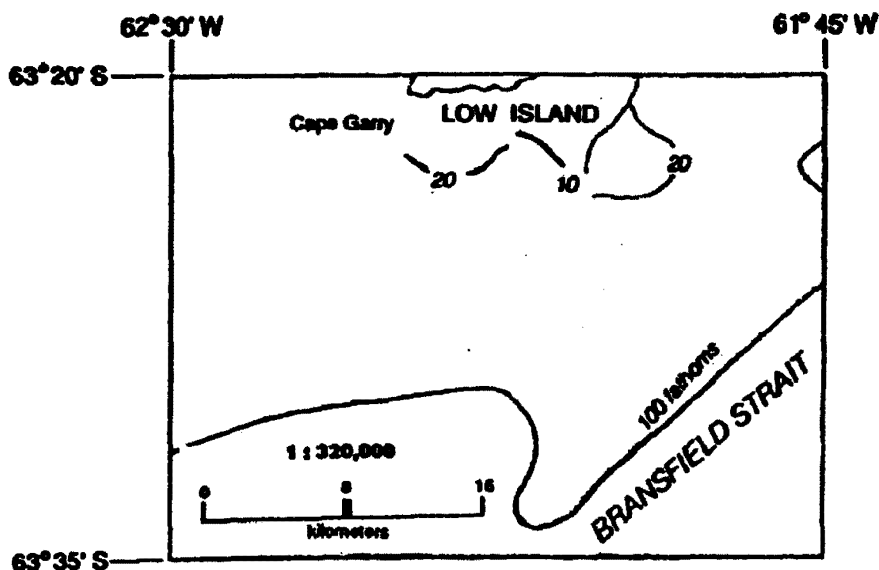 62° 30' W
61° 45' W
63° 20' S
LOW ISLAND
Cape Garry
20
10
20
100 fathoms
BRANSFIELD STRAIT
1 : 320,000
0
8
16
kilometers
63° 35' S